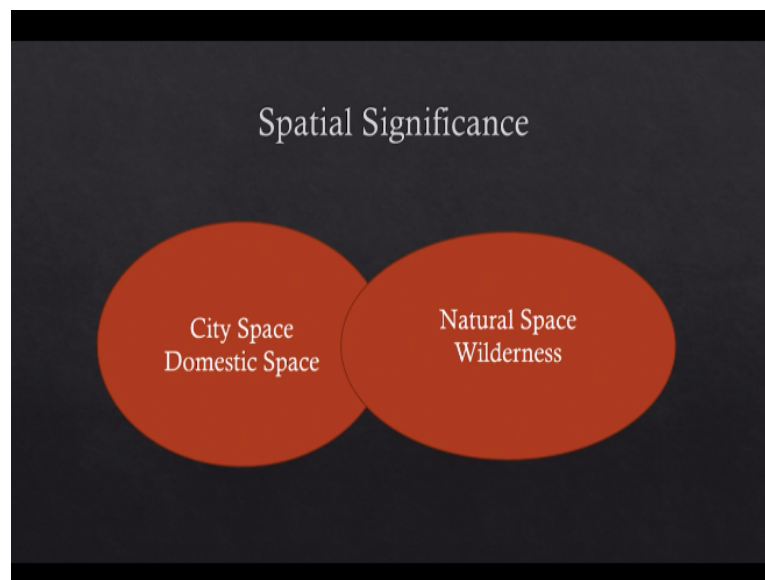 Spatial Significance
City Space
Domestic Space
Natural Space
Wilderness